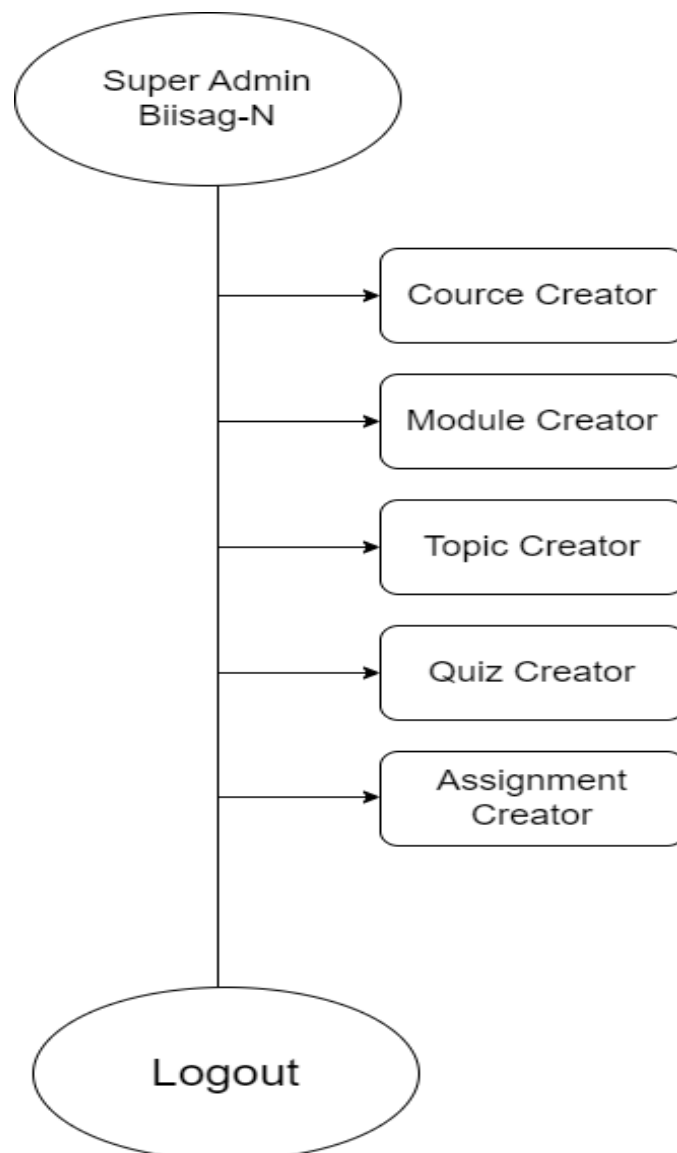 Super Admin
Biisag-N
Cource Creator
Module Creator
Topic Creator
Quiz Creator
Assignment
Creator
Logout